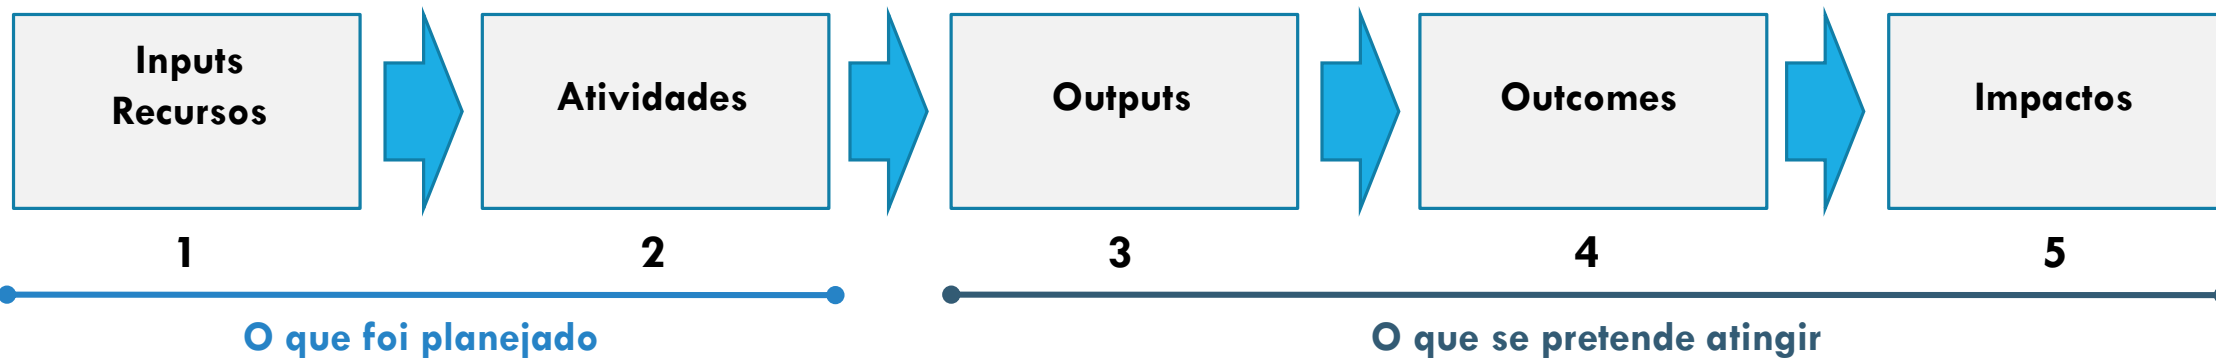 Inputs
Recursos
Atividades
Outputs
Outcomes
Impactos
1
2
3
4
5
O que foi planejado
O que se pretende atingir